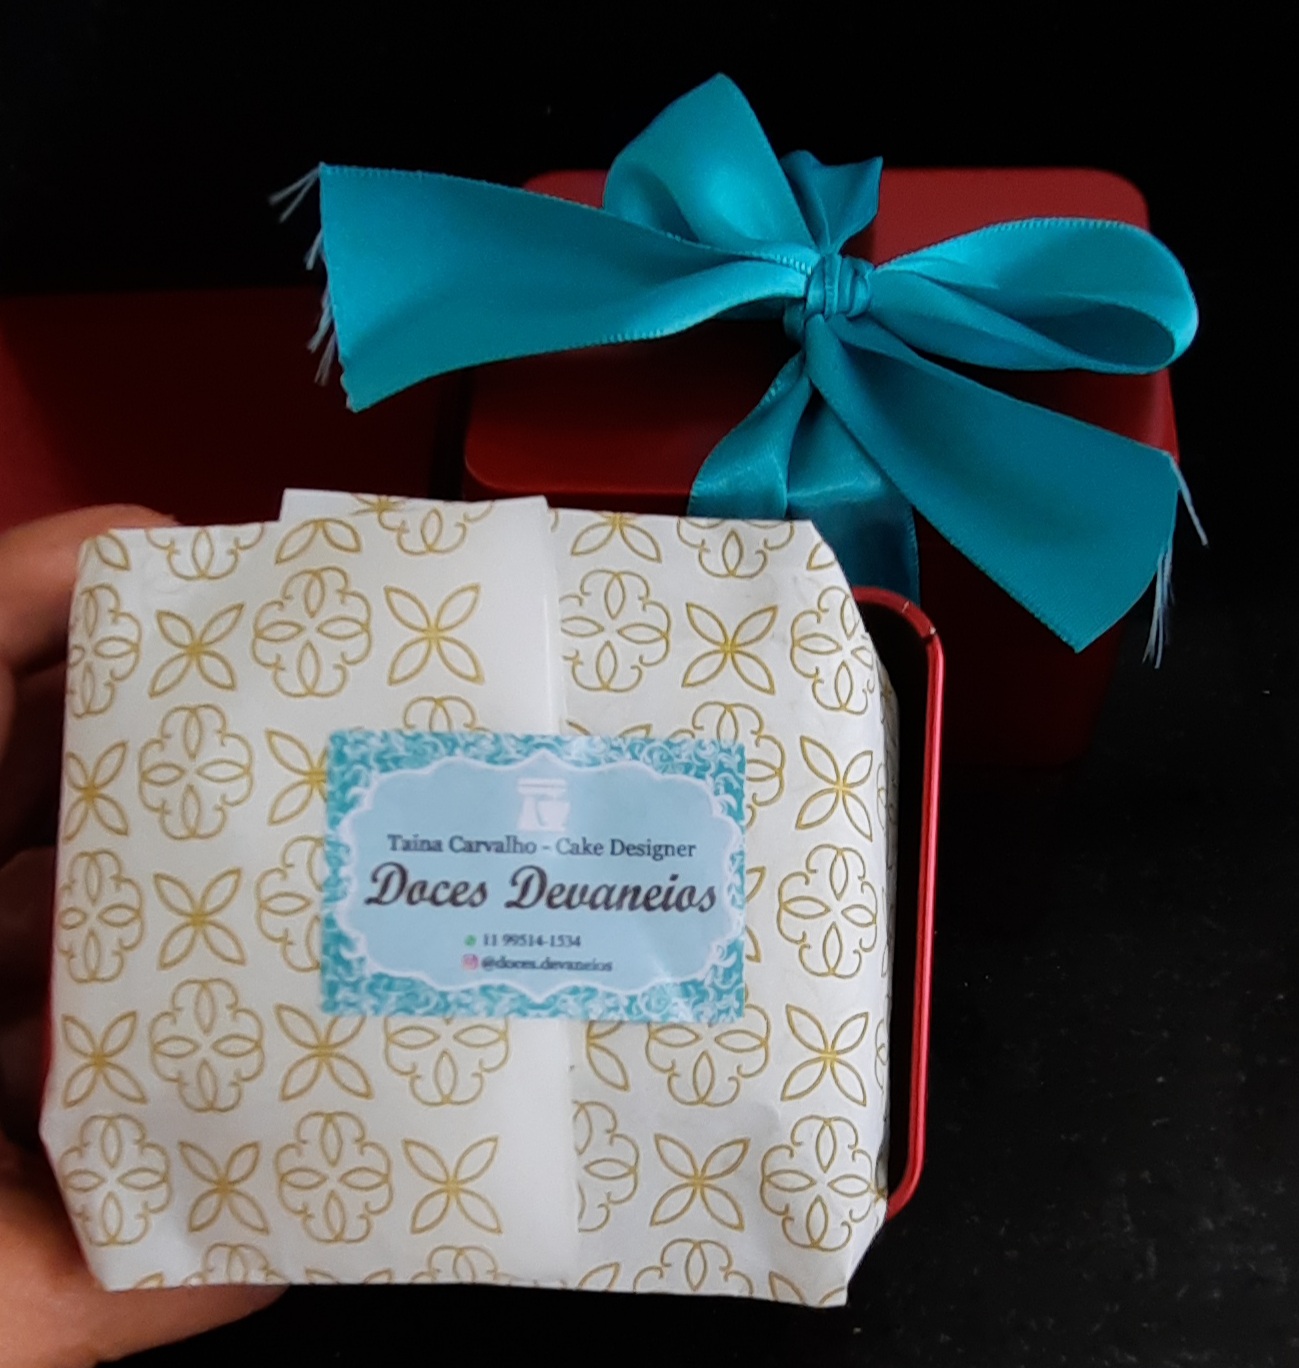 Taina Carvalho - Cake Designer
Doces Devaneios
11 99514-1534
@doces.devaneios